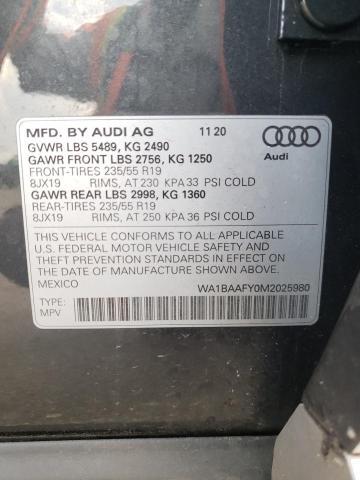 MFD. BY AUDI AG 11 20
GVWR LBS 5489, KG 2490
GAWR FRONT LBS 2756, KG 1250
FRONT-TIRES 235/55 R19
8JX19 RIMS, AT 230 KPA 33 PSI COLD
GAWR REAR LBS 2998, KG 1360
REAR-TIRES 235/55 R19
8JX19 RIMS, AT 250 KPA 36 PSI COLD
Audi
THIS VEHICLE CONFORMS TO ALL APPLICABLE
U.S. FEDERAL MOTOR VEHICLE SAFETY AND
THEFT PREVENTION STANDARDS IN EFFECT ON
THE DATE OF MANUFACTURE SHOWN ABOVE.
MEXICO
WA1BAAFY0M2025980
TYPE:
MPV